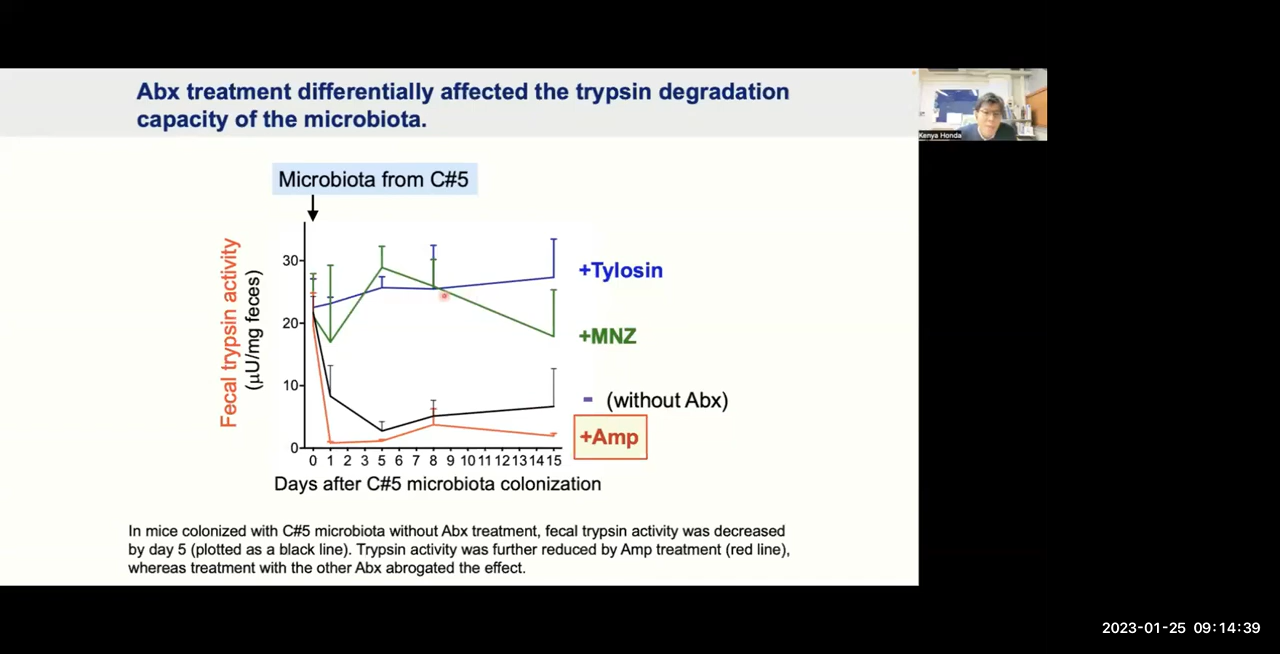 Abx treatment differentially affected the trypsin degradation
capacity of the microbiota.
Kenya Honda
Microbiota from C#5
Fecal trypsin activity
(µU/mg feces)
30
20
10
0
+Tylosin
+MNZ
- (without Abx)
+Amp
0 1 2 3 5 6 7 8 9 10 11 12 13 14 15
Days after C#5 microbiota colonization
In mice colonized with C#5 microbiota without Abx treatment, fecal trypsin activity was decreased
by day 5 (plotted as a black line). Trypsin activity was further reduced by Amp treatment (red line),
whereas treatment with the other Abx abrogated the effect.
2023-01-25 09:14:39